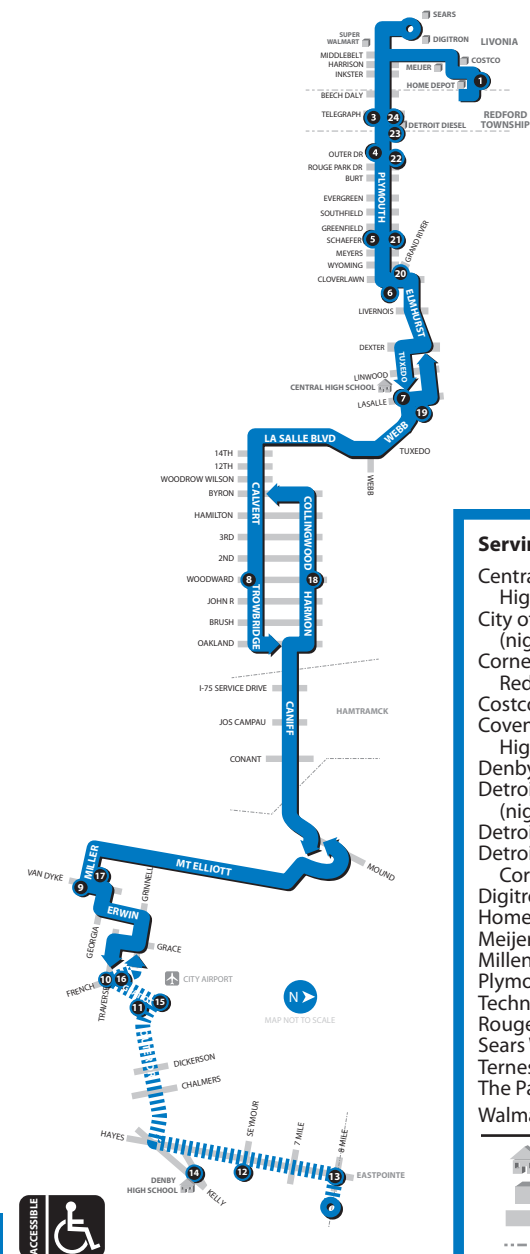 SEARS
SUPER
WALMART
DIGITRON
LIVONIA
MIDDLEBELT
HARRISON
INKSTER
COSTCO
MEIJER
HOME DEPOT
1
BEECH DALY
TELEGRAPH
3
24
DETROIT DIESEL
REDFORD
TOWNSHIP
23
OUTER DR
4
22
ROUGE PARK DR
BURT
PLYMOUTH
EVERGREEN
SOUTHFIELD
GREENFIELD
SCHAEFER
5
21
GRAND RIVER
MEYERS
WYOMING
20
CLOVERLAWN
6
ELMHURST
LIVERNOIS
DEXTER
TUXEDO
LINWOOD
CENTRAL HIGH SCHOOL
7
LASALLE
19
WEBB
TUXEDO
LA SALLE BLVD
14TH
12TH
WOODROW WILSON
WEBB
BYRON
CALVERT
COLLINGWOOD
HAMILTON
3RD
2ND
WOODWARD
8
18
JOHN R
TROWBRIDGE
HARMON
BRUSH
OAKLAND
I-75 SERVICE DRIVE
CANIFF
HAMTRAMCK
JOS CAMPAU
CONANT
MT ELLIOTT
MOUND
MILLER
VAN DYKE
9
17
GRINNELL
ERWIN
GEORGIA
GRACE
FRENCH
10
16
CITY AIRPORT
TRAVERSE
11
15
N
MAP NOT TO SCALE
DICKERSON
CHALMERS
HAYES
SEYMOUR
7 MILE
8 MILE
DENBY
HIGH SCHOOL
14
12
13
EASTPOINTE
KELLY
ACCESSIBLE
Servin
Centra
Hig
City of
(nig
Corne
Red
Costc
Coven
Hig
Denby
Detroi
(nig
Detroi
Detroi
Cor
Digitr
Home
Meijer
Millen
Plymo
Techn
Rouge
Sears
Ternes
The Pa
Walma